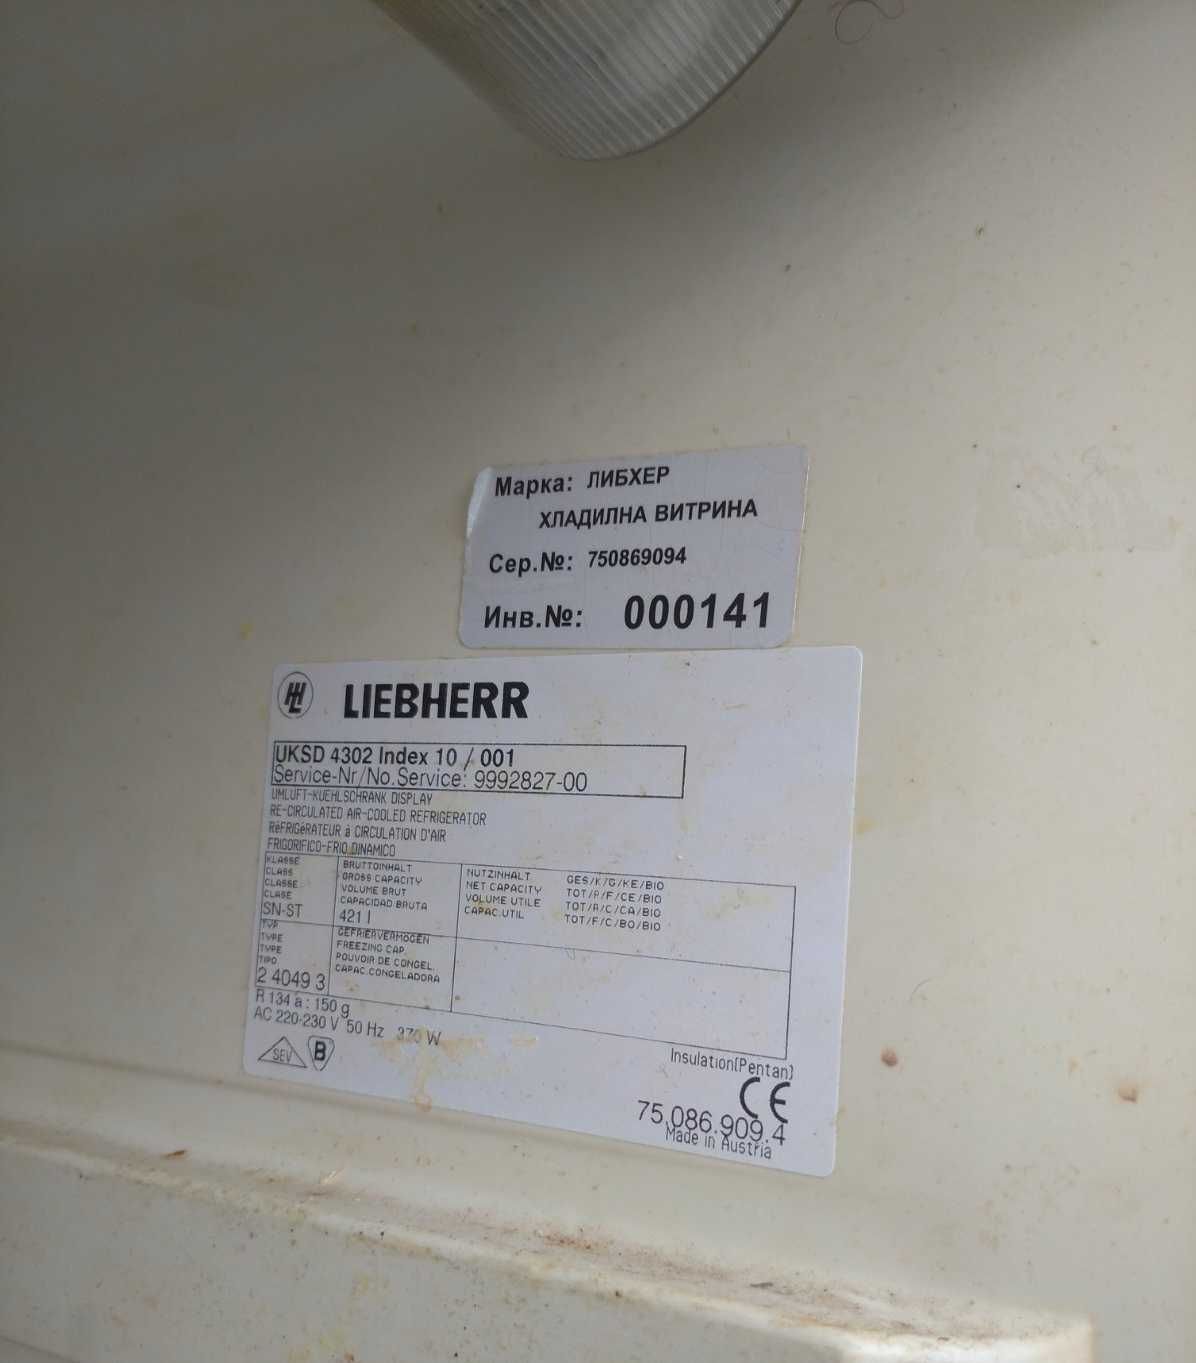 Марка: ЛИБХЕР
ХЛАДИЛНА ВИТРИНА
Сер.№: 750869094
Инв.№: 000141
LIEBHERR
UKSD 4302 Index 10 / 001
Service-Nr/No.Service: 9992827-00
UMLUFT-KUEHLSCHRANK DISPLAY
RE-CIRCULATED AIR-COOLED REFRIGERATOR
RéFRIGéRATEUR à CIRCULATION D'AIR
FRIGORIFICO-FRIO DINAMICO
KLASSE
CLASS
CLASSE
CLASE
SN-ST
BRUTTOINHALT
GROSS CAPACITY
VOLUME BRUT
CAPACIDAD BRUTA
421 l
NUTZINHALT GES/K/G/KE/BIO
NET CAPACITY TOT/R/F/CE/BIO
VOLUME UTILE TOT/R/C/CA/BIO
CAPAC.UTIL TOT/F/C/BO/BIO
TYP
TYPE
TYPE
TIPO
2 4049 3
GEFRIERVERMOGEN
FREEZING CAP.
POUVOIR DE CONGEL.
CAPAC.CONGELADORA
R 134 a : 150 g
AC 220-230 V 50 Hz W
SEV B
Insulation(Pentan)
CE
75.086.909.4
Made in Austria